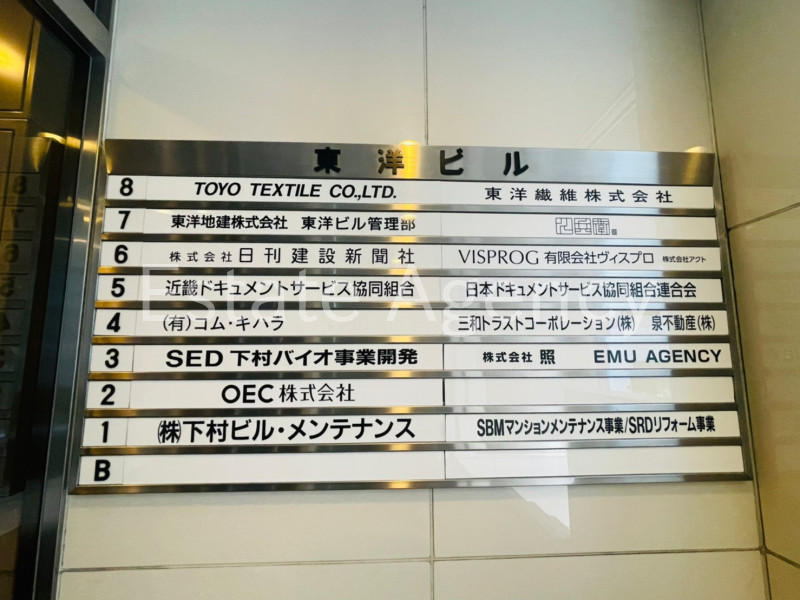 東洋ビル
8 TOYO TEXTILE CO.,LTD. 東洋繊維株式会社
7 東洋地建株式会社 東洋ビル管理部
6 株式会社日刊建設新聞社 VISPROG 有限会社ヴィスプロ 株式会社アクト
5 近畿ドキュメントサービス協同組合 日本ドキュメントサービス協同組合連合会
4 (有)コム・キハラ 三和トラストコーポレーション(株) 泉不動産(株)
3 SED 下村バイオ事業開発 株式会社 照 EMU AGENCY
2 OEC 株式会社
1 (株)下村ビル・メンテナンス SBMマンションメンテナンス事業/SRDリフォーム事業
B
Estate Agency